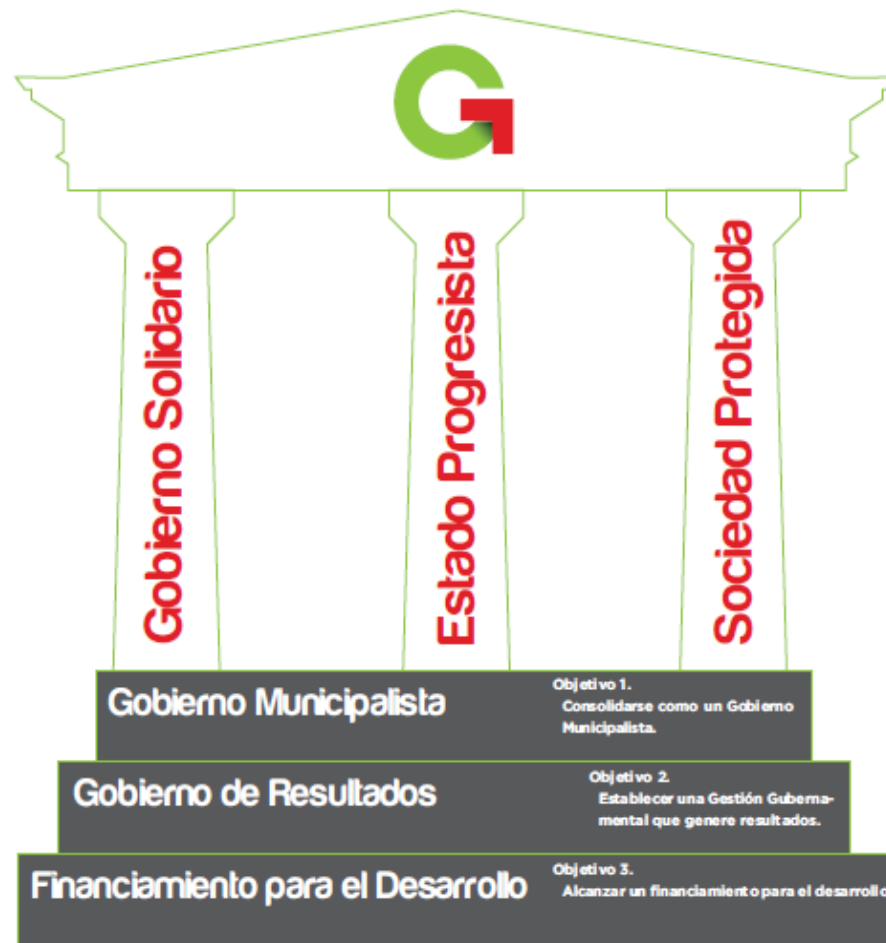 Gobierno Solidario
Estado Progresista
Sociedad Protegida
Gobierno Municipalista
Objetivo 1.
Consolidarse como un Gobierno
Municipalista.
Gobierno de Resultados
Objetivo 2.
Establecer una Gestión Guberna-
mental que genere resultados.
Financiamiento para el Desarrollo
Objetivo 3.
Alcanzar un financiamiento para el desarrollo